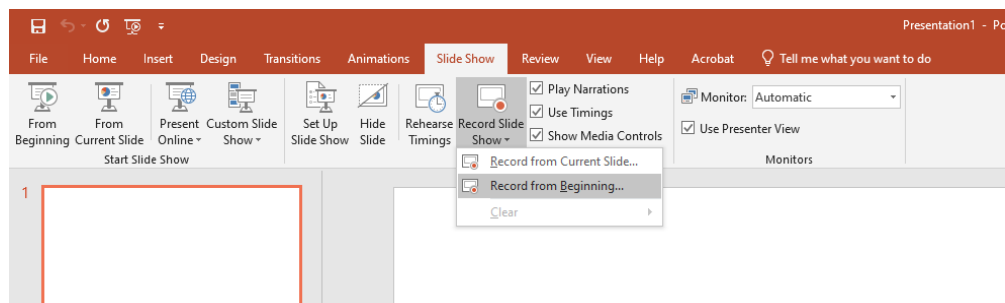 Presentation1 - Po
File Home Insert Design Transitions Animations Slide Show Review View Help Acrobat Tell me what you want to do
From Beginning
From Current Slide
Present Online
Custom Slide Show
Start Slide Show
Set Up Slide Show
Hide Slide
Rehearse Timings
Record Slide Show
Play Narrations
Use Timings
Show Media Controls
Record from Current Slide...
Record from Beginning...
Clear
Monitor: Automatic
Use Presenter View
Monitors
1